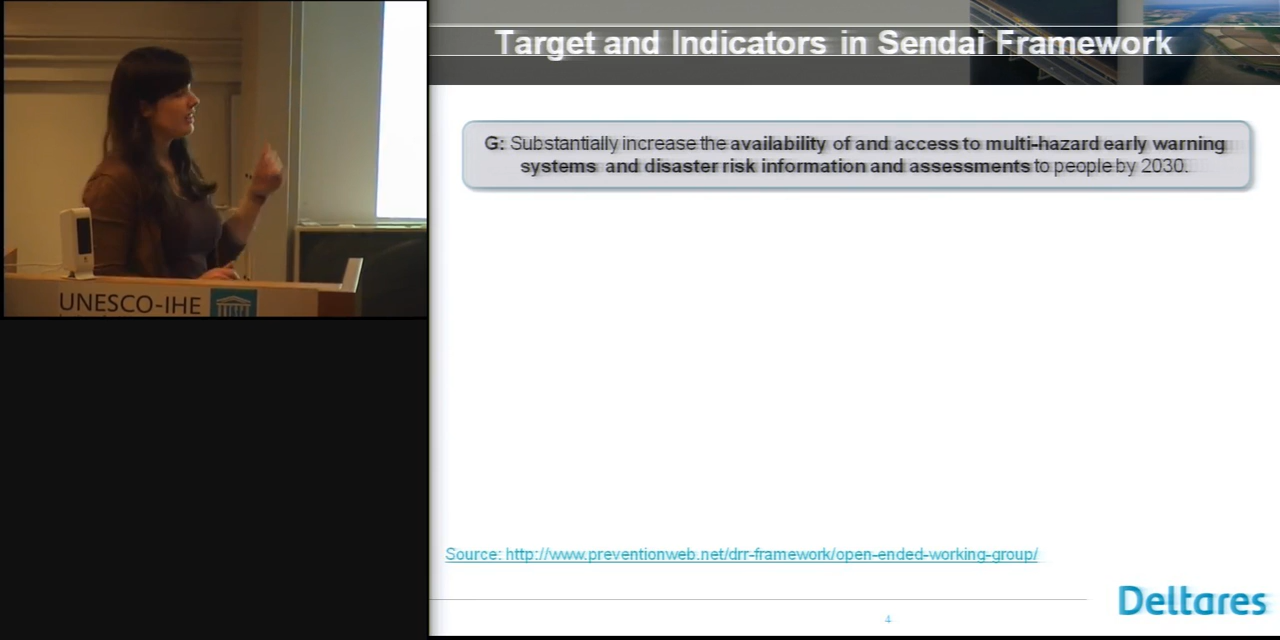 Target and Indicators in Sendai Framework
G: Substantially increase the availability of and access to multi-hazard early warning
systems and disaster risk information and assessments to people by 2030.
UNESCO-IHE
Source: http://www.preventionweb.net/drr-framework/open-ended-working-group/
Deltares
4